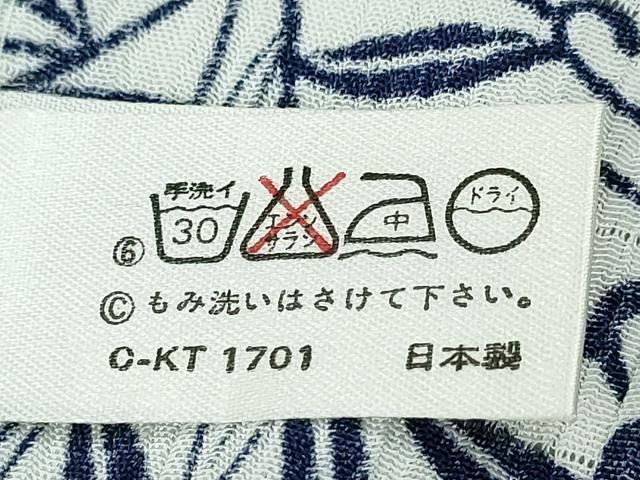 手洗イ
30
エンソ
サラシ
中
ドライ
⑥
Ⓒもみ洗いはさけて下さい。
C-KT 1701 日本製